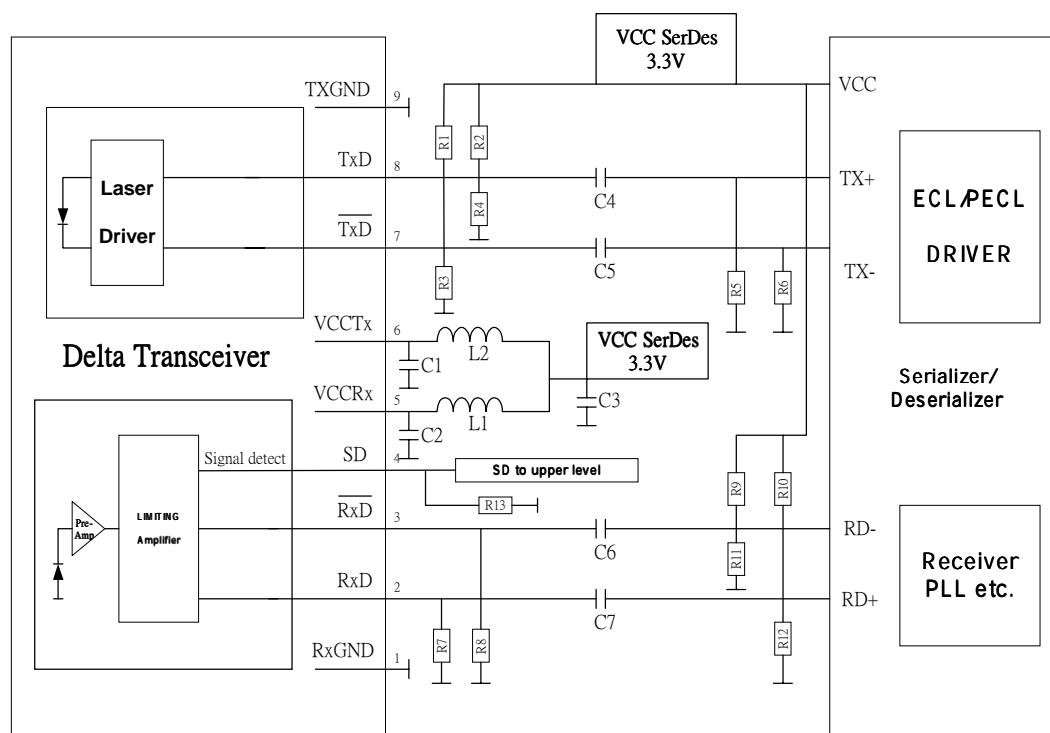 VCC SerDes
3.3V
TXGND
9
VCC
R1
R2
TxD
8
Laser
Driver
C4
TX+
ECL/PECL
DRIVER
R4
TxD
7
C5
TX-
R3
R5
R6
VCCTx
6
L2
C1
VCC SerDes
3.3V
Delta Transceiver
Serializer/
Deserializer
VCCRx
5
L1
C2
C3
SD
4
Signal detect
SD to upper level
R9
R10
R13
RxD
3
Pre-
Amp
LIMITING
Amplifier
C6
RD-
R11
Receiver
PLL etc.
RxD
2
C7
RD+
R7
R8
R12
RxGND
1